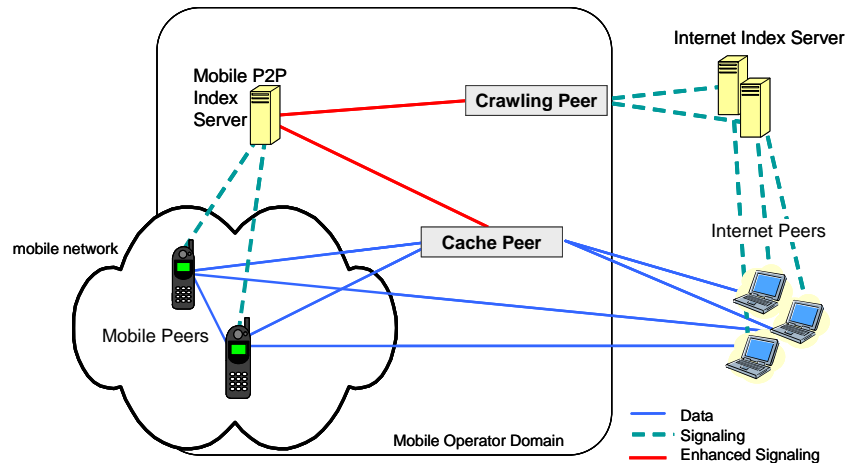 Internet Index Server
Mobile P2P
Index
Server
Crawling Peer
Internet Peers
Cache Peer
mobile network
Mobile Peers
Data
Signaling
Enhanced Signaling
Mobile Operator Domain